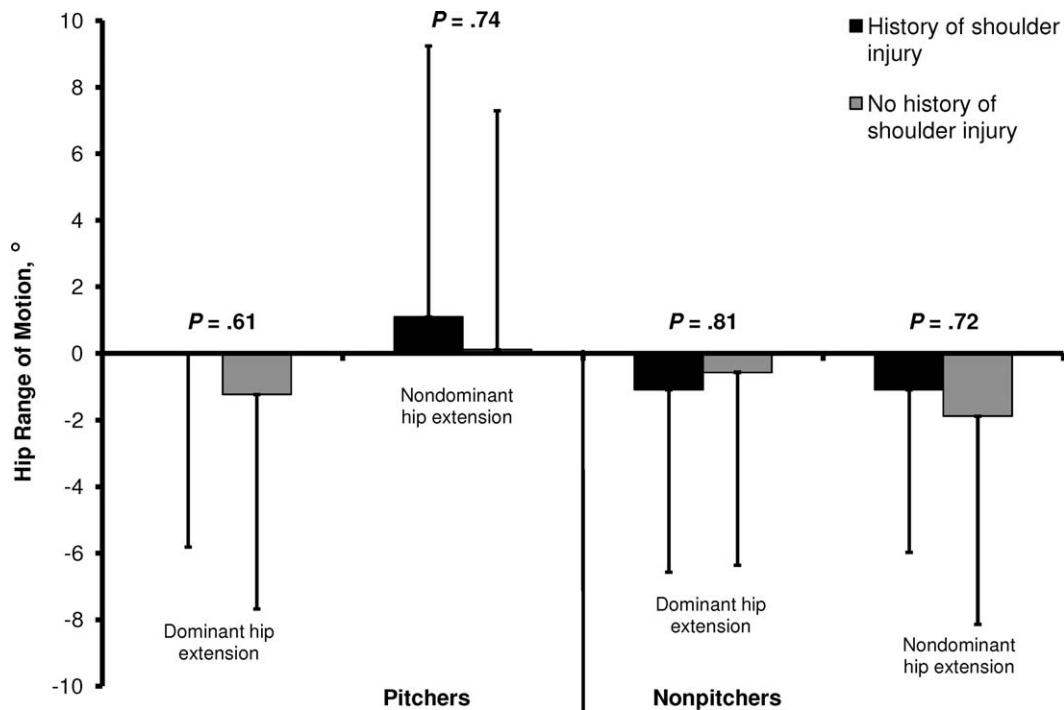 10
8
6
4
2
0
-2
-4
-6
-8
-10
Hip Range of Motion, °
P = .74
History of shoulder
injury
No history of
shoulder injury
P = .61
P = .81
P = .72
Nondominant
hip extension
Dominant hip
extension
Dominant hip
extension
Nondominant
hip extension
Pitchers
Nonpitchers